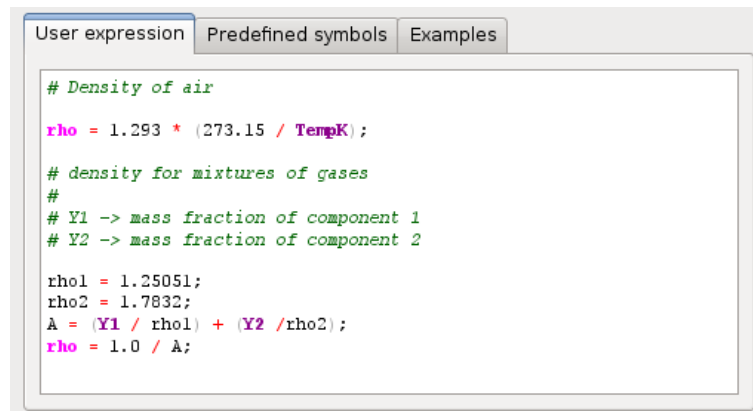 User expression Predefined symbols Examples
# Density of air
rho = 1.293 * (273.15 / TempK);
# density for mixtures of gases
#
# Y1 -> mass fraction of component 1
# Y2 -> mass fraction of component 2
rho1 = 1.25051;
rho2 = 1.7832;
A = (Y1 / rho1) + (Y2 /rho2);
rho = 1.0 / A;